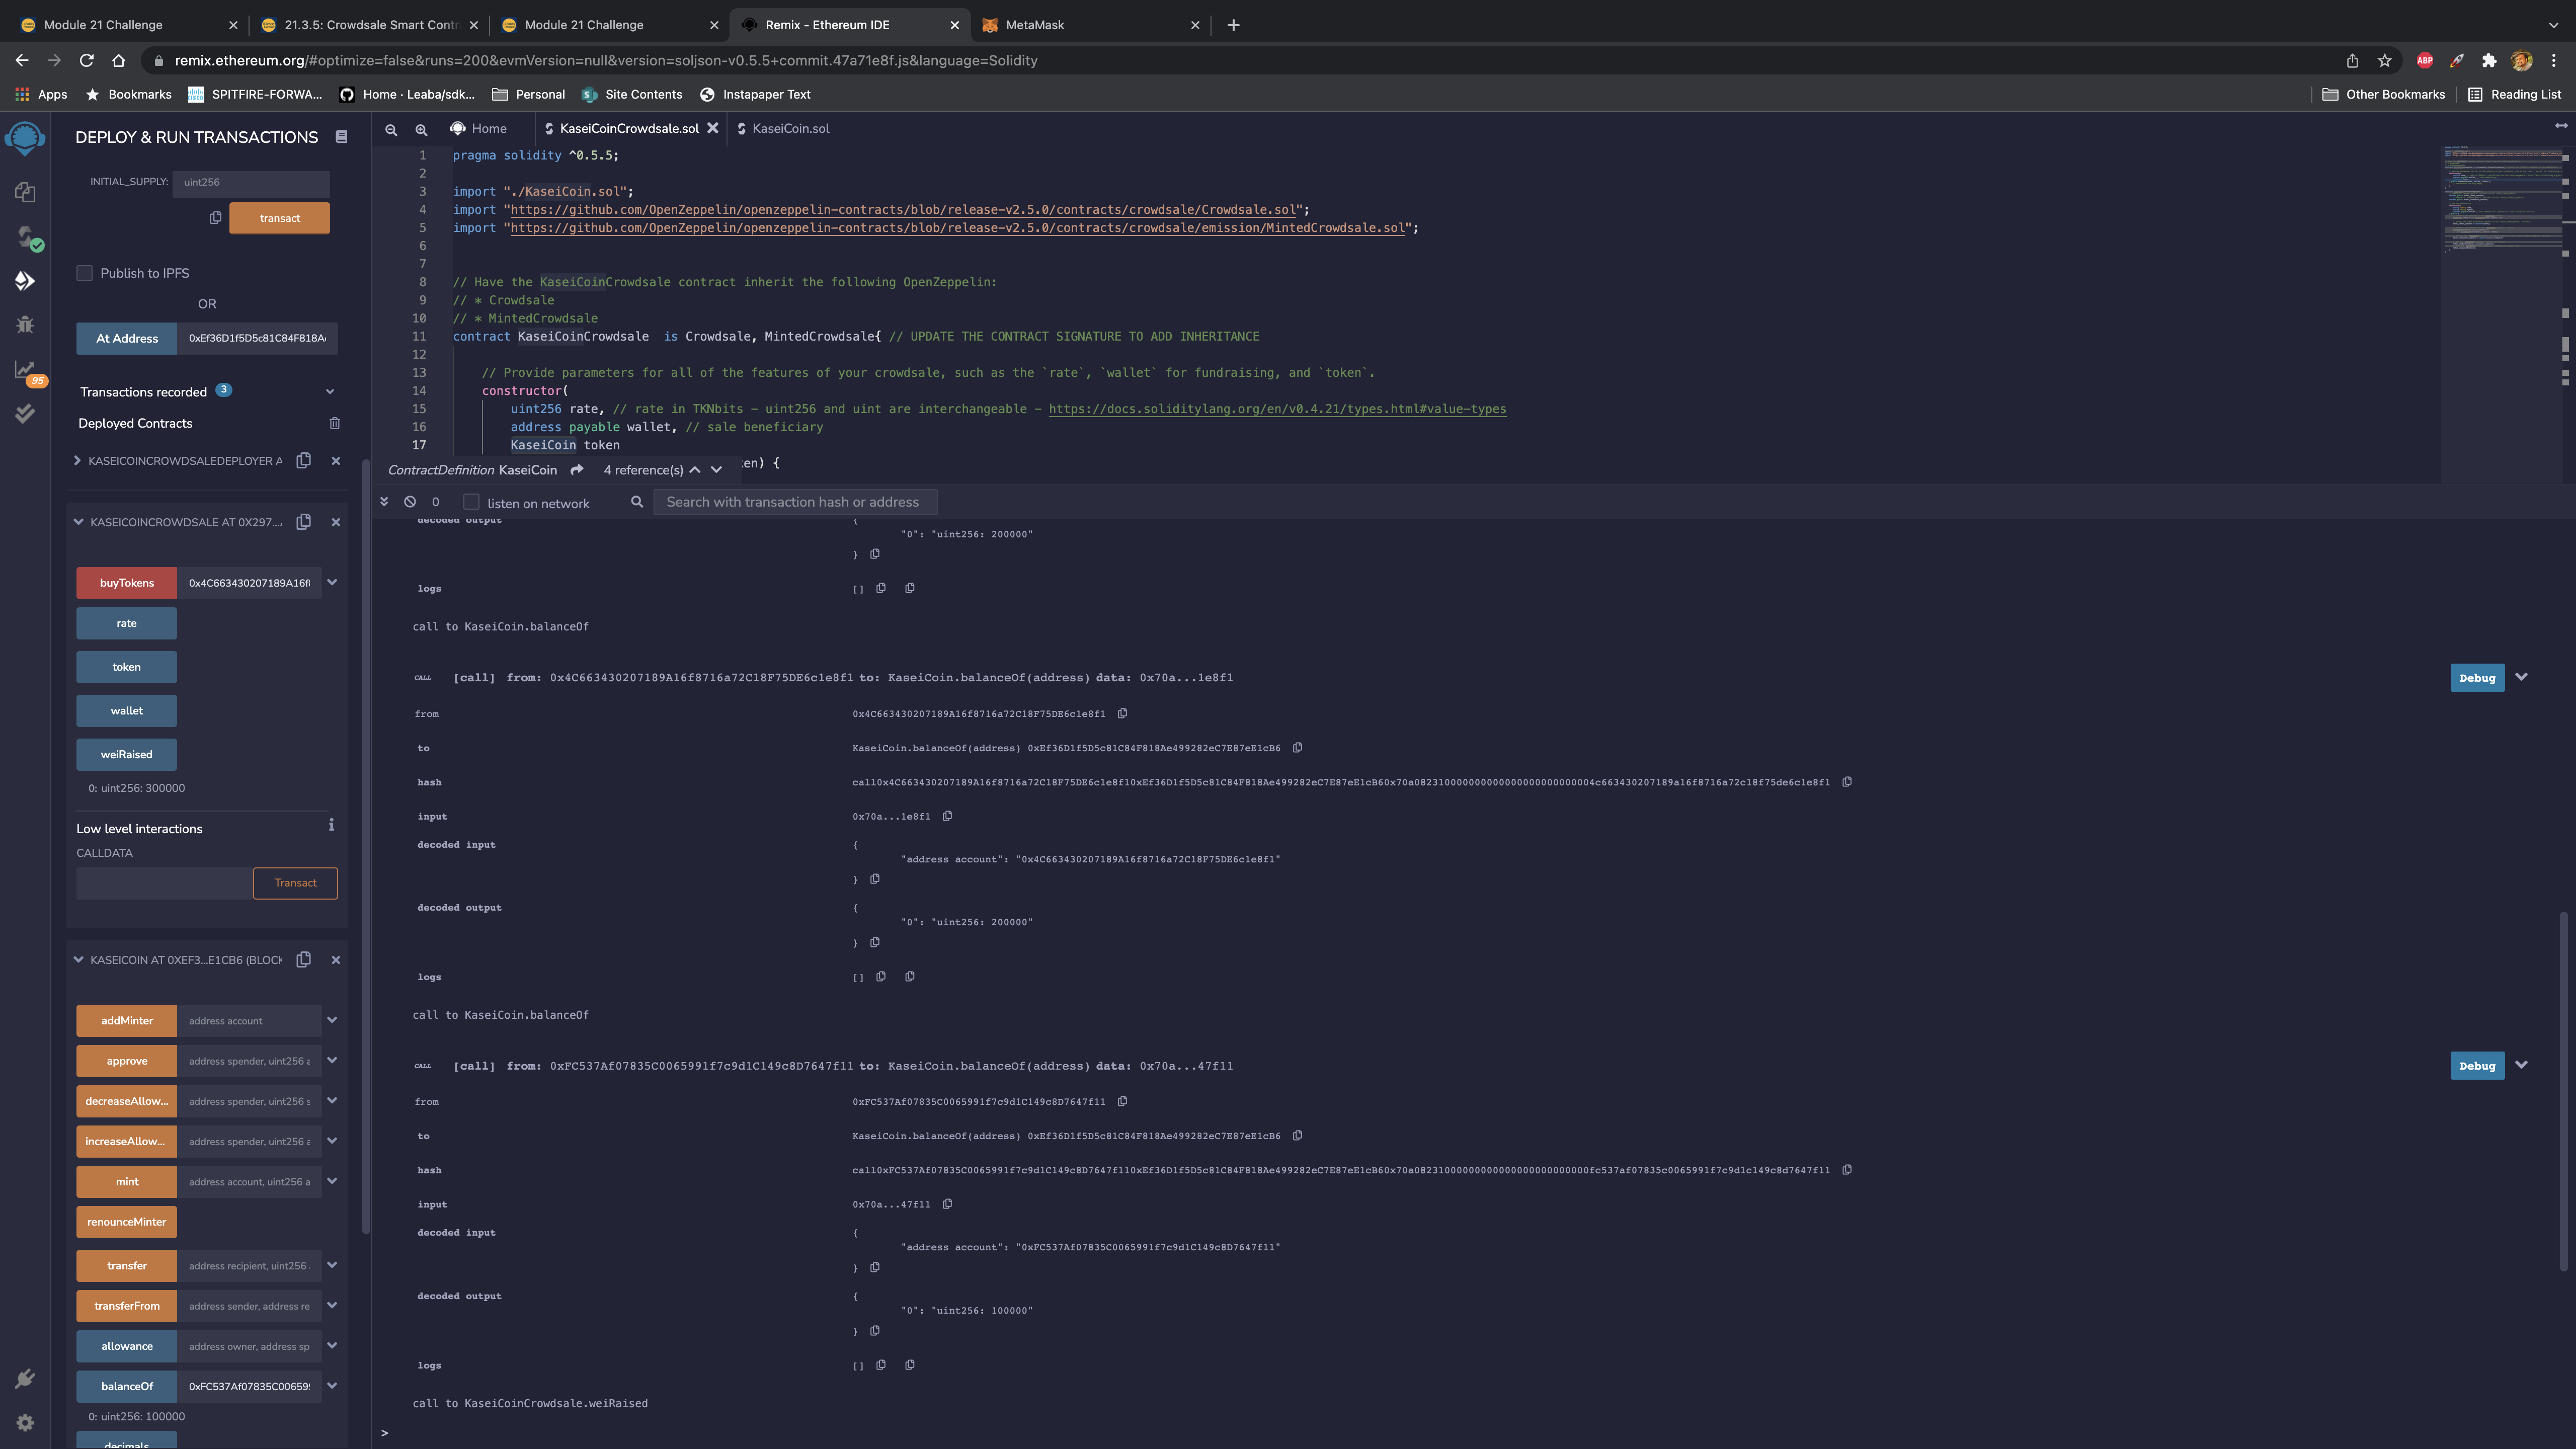 Module 21 Challenge
21.3.5: Crowdsale Smart Contr
Module 21 Challenge
Remix - Ethereum IDE
MetaMask
remix.ethereum.org/#optimize=false&runs=200&evmVersion=null&version=soljson-v0.5.5+commit.47a71e8f.js&language=Solidity
ABP
Apps
Bookmarks
SPITFIRE-FORWA...
Home · Leaba/sdk...
Personal
Site Contents
Instapaper Text
Other Bookmarks
Reading List
DEPLOY & RUN TRANSACTIONS
INITIAL_SUPPLY: uint256
transact
Publish to IPFS
OR
At Address 0xEf36D1f5D5c81C84F818A
95
Transactions recorded 3
Deployed Contracts
KASEICOINCROWDSALEDEPLOYER A
KASEICOINCROWDSALE AT 0X297...
buyTokens 0x4C663430207189A16f
rate
token
wallet
weiRaised
0: uint256: 300000
Low level interactions
CALLDATA
Transact
KASEICOIN AT 0XEF3...E1CB6 (BLOCK
addMinter address account
approve address spender, uint256 a
decreaseAllow... address spender, uint256 s
increaseAllow... address spender, uint256 a
mint address account, uint256 a
renounceMinter
transfer address recipient, uint256
transferFrom address sender, address re
allowance address owner, address sp
balanceOf 0xFC537Af07835C00659
0: uint256: 100000
decimals
Home
KaseiCoinCrowdsale.sol
KaseiCoin.sol
1 pragma solidity ^0.5.5;
2
3 import "./KaseiCoin.sol";
4 import "https://github.com/OpenZeppelin/openzeppelin-contracts/blob/release-v2.5.0/contracts/crowdsale/Crowdsale.sol";
5 import "https://github.com/OpenZeppelin/openzeppelin-contracts/blob/release-v2.5.0/contracts/crowdsale/emission/MintedCrowdsale.sol";
6
7
8 // Have the KaseiCoinCrowdsale contract inherit the following OpenZeppelin:
9 // * Crowdsale
10 // * MintedCrowdsale
11 contract KaseiCoinCrowdsale  is Crowdsale, MintedCrowdsale{ // UPDATE THE CONTRACT SIGNATURE TO ADD INHERITANCE
12
13 // Provide parameters for all of the features of your crowdsale, such as the `rate`, `wallet` for fundraising, and `token`.
14 constructor(
15 uint256 rate, // rate in TKNbits - uint256 and uint are interchangeable - https://docs.soliditylang.org/en/v0.4.21/types.html#value-types
16 address payable wallet, // sale beneficiary
17 KaseiCoin token
ContractDefinition KaseiCoin 4 reference(s) en) {
0 listen on network Search with transaction hash or address
decoded output {
"0": "uint256: 200000"
}
logs []
call to KaseiCoin.balanceOf
CALL [call] from: 0x4C663430207189A16f8716a72C18F75DE6c1e8f1 to: KaseiCoin.balanceOf(address) data: 0x70a...1e8f1
Debug
from 0x4C663430207189A16f8716a72C18F75DE6c1e8f1
to KaseiCoin.balanceOf(address) 0xEf36D1f5D5c81C84F818Ae499282eC7E87eE1cB6
hash call0x4C663430207189A16f8716a72C18F75DE6c1e8f10xEf36D1f5D5c81C84F818Ae499282eC7E87eE1cB60x70a082310000000000000000000000004c663430207189a16f8716a72c18f75de6c1e8f1
input 0x70a...1e8f1
decoded input {
"address account": "0x4C663430207189A16f8716a72C18F75DE6c1e8f1"
}
decoded output {
"0": "uint256: 200000"
}
logs []
call to KaseiCoin.balanceOf
CALL [call] from: 0xFC537Af07835C0065991f7c9d1C149c8D7647f11 to: KaseiCoin.balanceOf(address) data: 0x70a...47f11
Debug
from 0xFC537Af07835C0065991f7c9d1C149c8D7647f11
to KaseiCoin.balanceOf(address) 0xEf36D1f5D5c81C84F818Ae499282eC7E87eE1cB6
hash call0xFC537Af07835C0065991f7c9d1C149c8D7647f110xEf36D1f5D5c81C84F818Ae499282eC7E87eE1cB60x70a08231000000000000000000000000fc537af07835c0065991f7c9d1c149c8d7647f11
input 0x70a...47f11
decoded input {
"address account": "0xFC537Af07835C0065991f7c9d1C149c8D7647f11"
}
decoded output {
"0": "uint256: 100000"
}
logs []
call to KaseiCoinCrowdsale.weiRaised
>